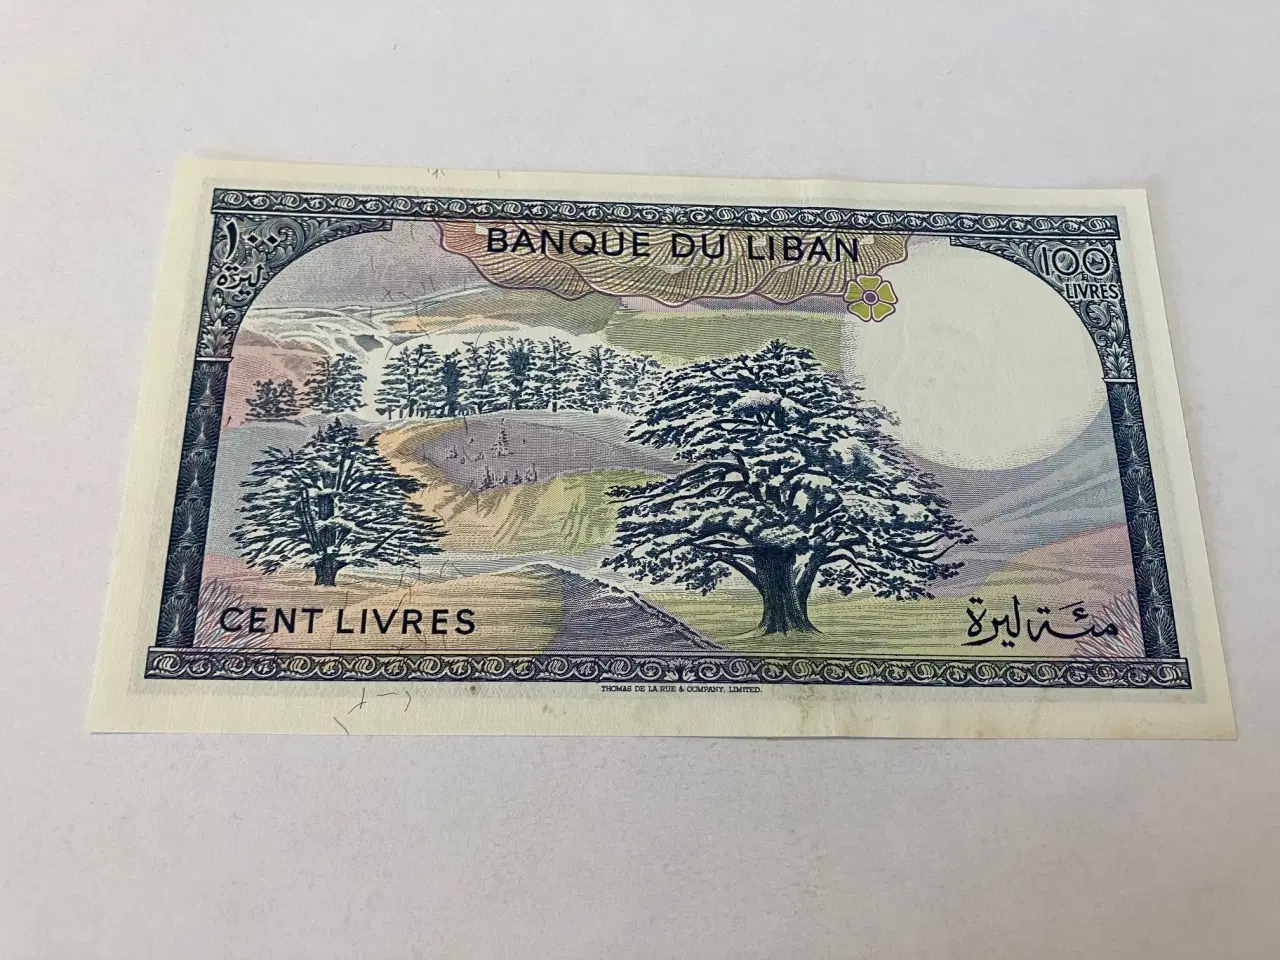 BANQUE DU LIBAN
١٠٠
ليرة
100
LIVRES
CENT LIVRES
مئة ليرة
THOMAS DE LA RUE & COMPANY, LIMITED.